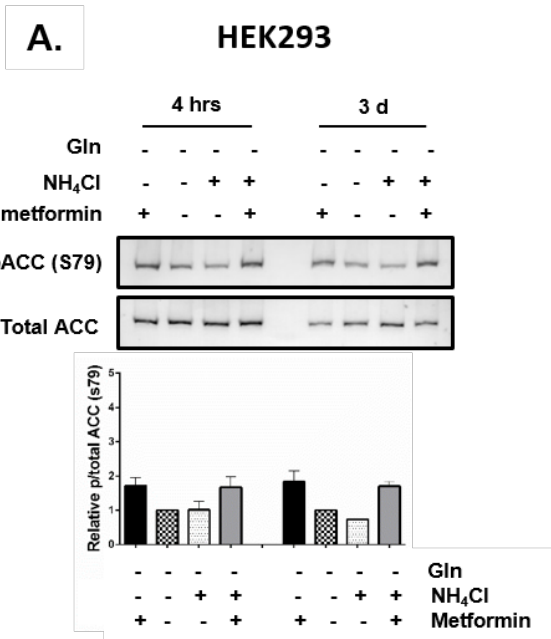 A.
HEK293
4 hrs 3 d
Gln - - - - - - - -
NH₄Cl - - + + - - + +
metformin + - - + + - - +
ACC (S79)
Total ACC
Relative p/total ACC (s79)
5
4
3
2
1
0
- - - - - - - - Gln
- - + + - - + + NH₄Cl
+ - - + + - - + Metformin